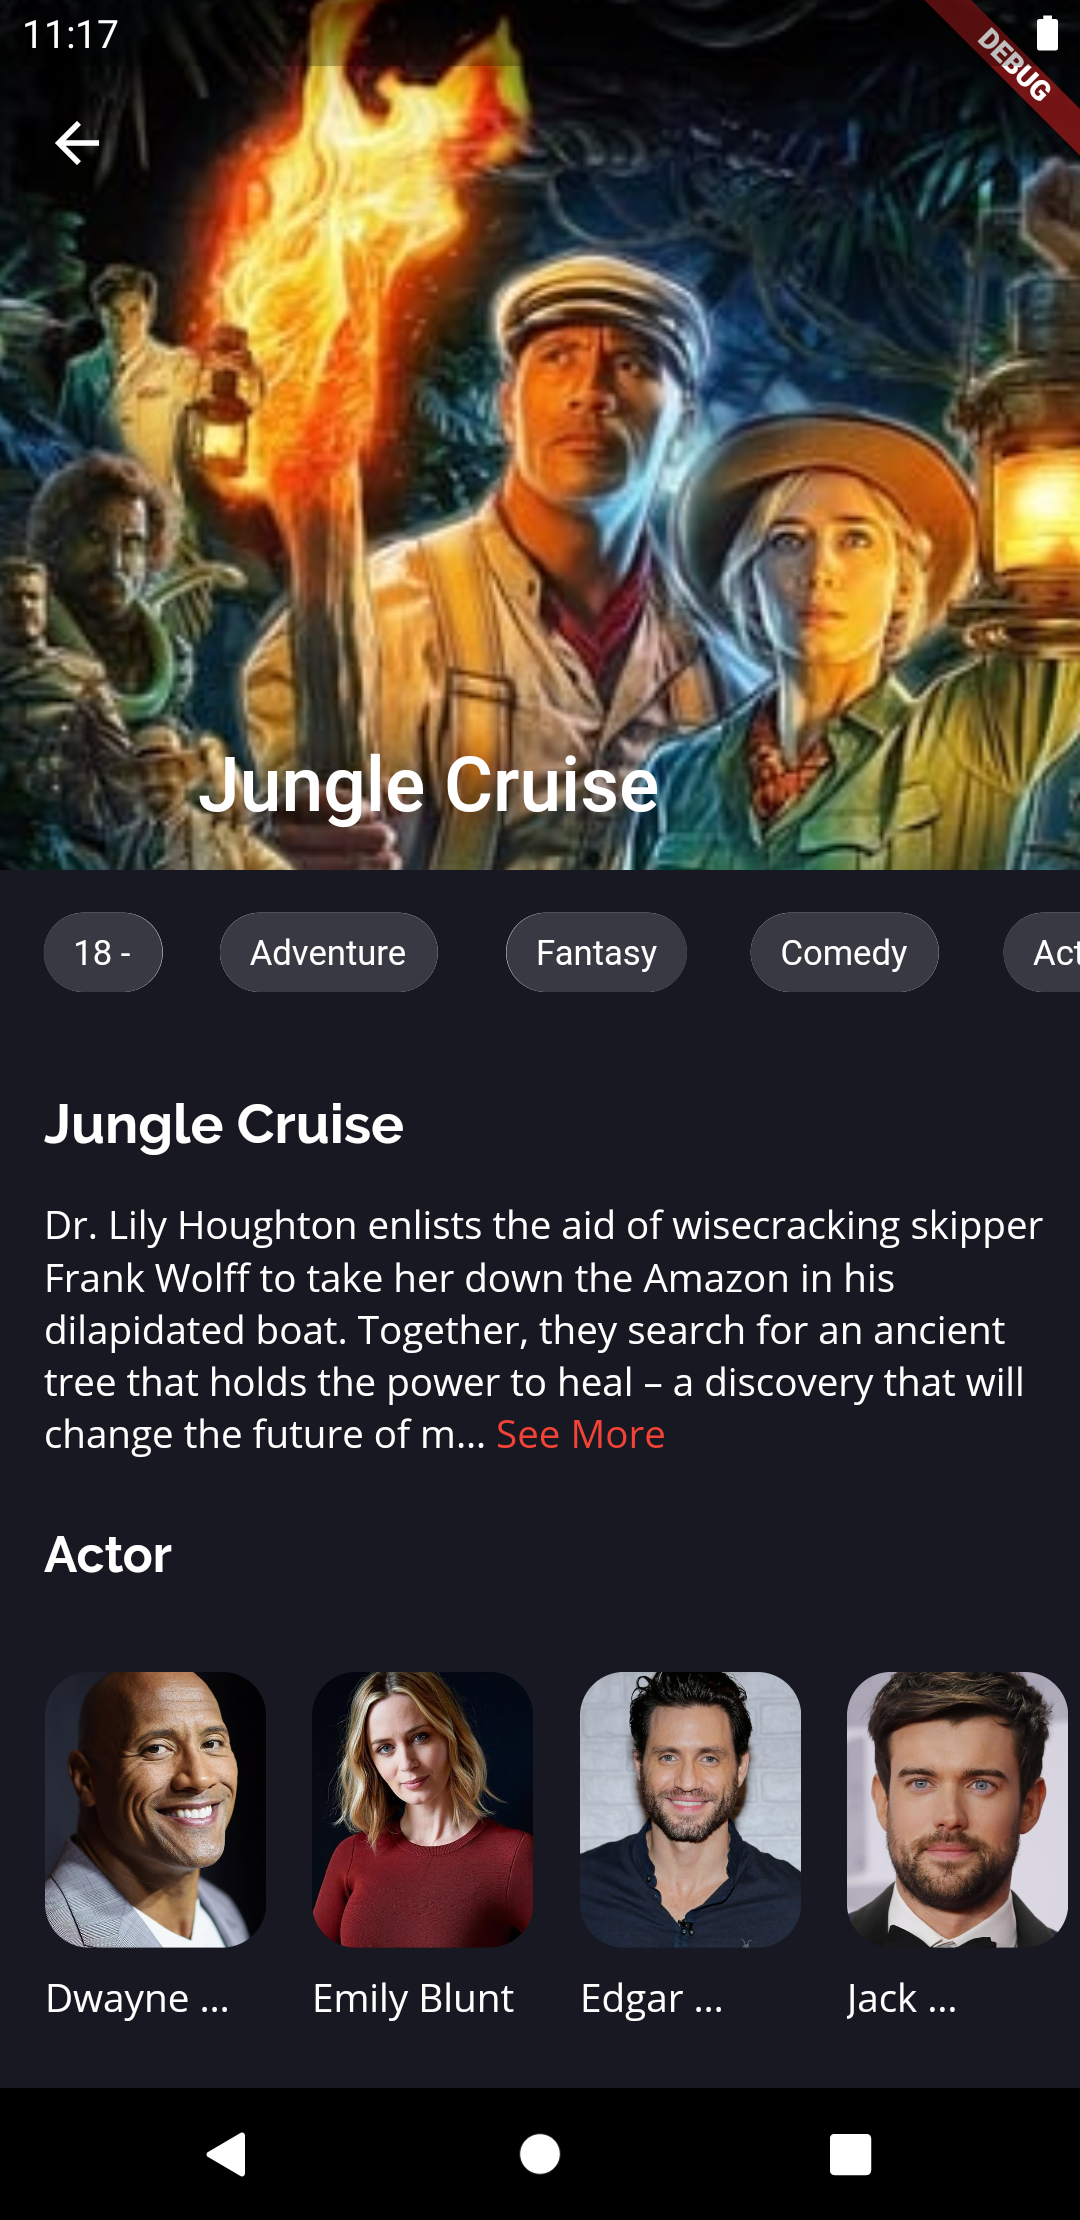 11:17
DEBUG
Jungle Cruise
18 -
Adventure
Fantasy
Comedy
Act
Jungle Cruise
Dr. Lily Houghton enlists the aid of wisecracking skipper
Frank Wolff to take her down the Amazon in his
dilapidated boat. Together, they search for an ancient
tree that holds the power to heal – a discovery that will
change the future of m... See More
Actor
Dwayne ...
Emily Blunt
Edgar ...
Jack ...